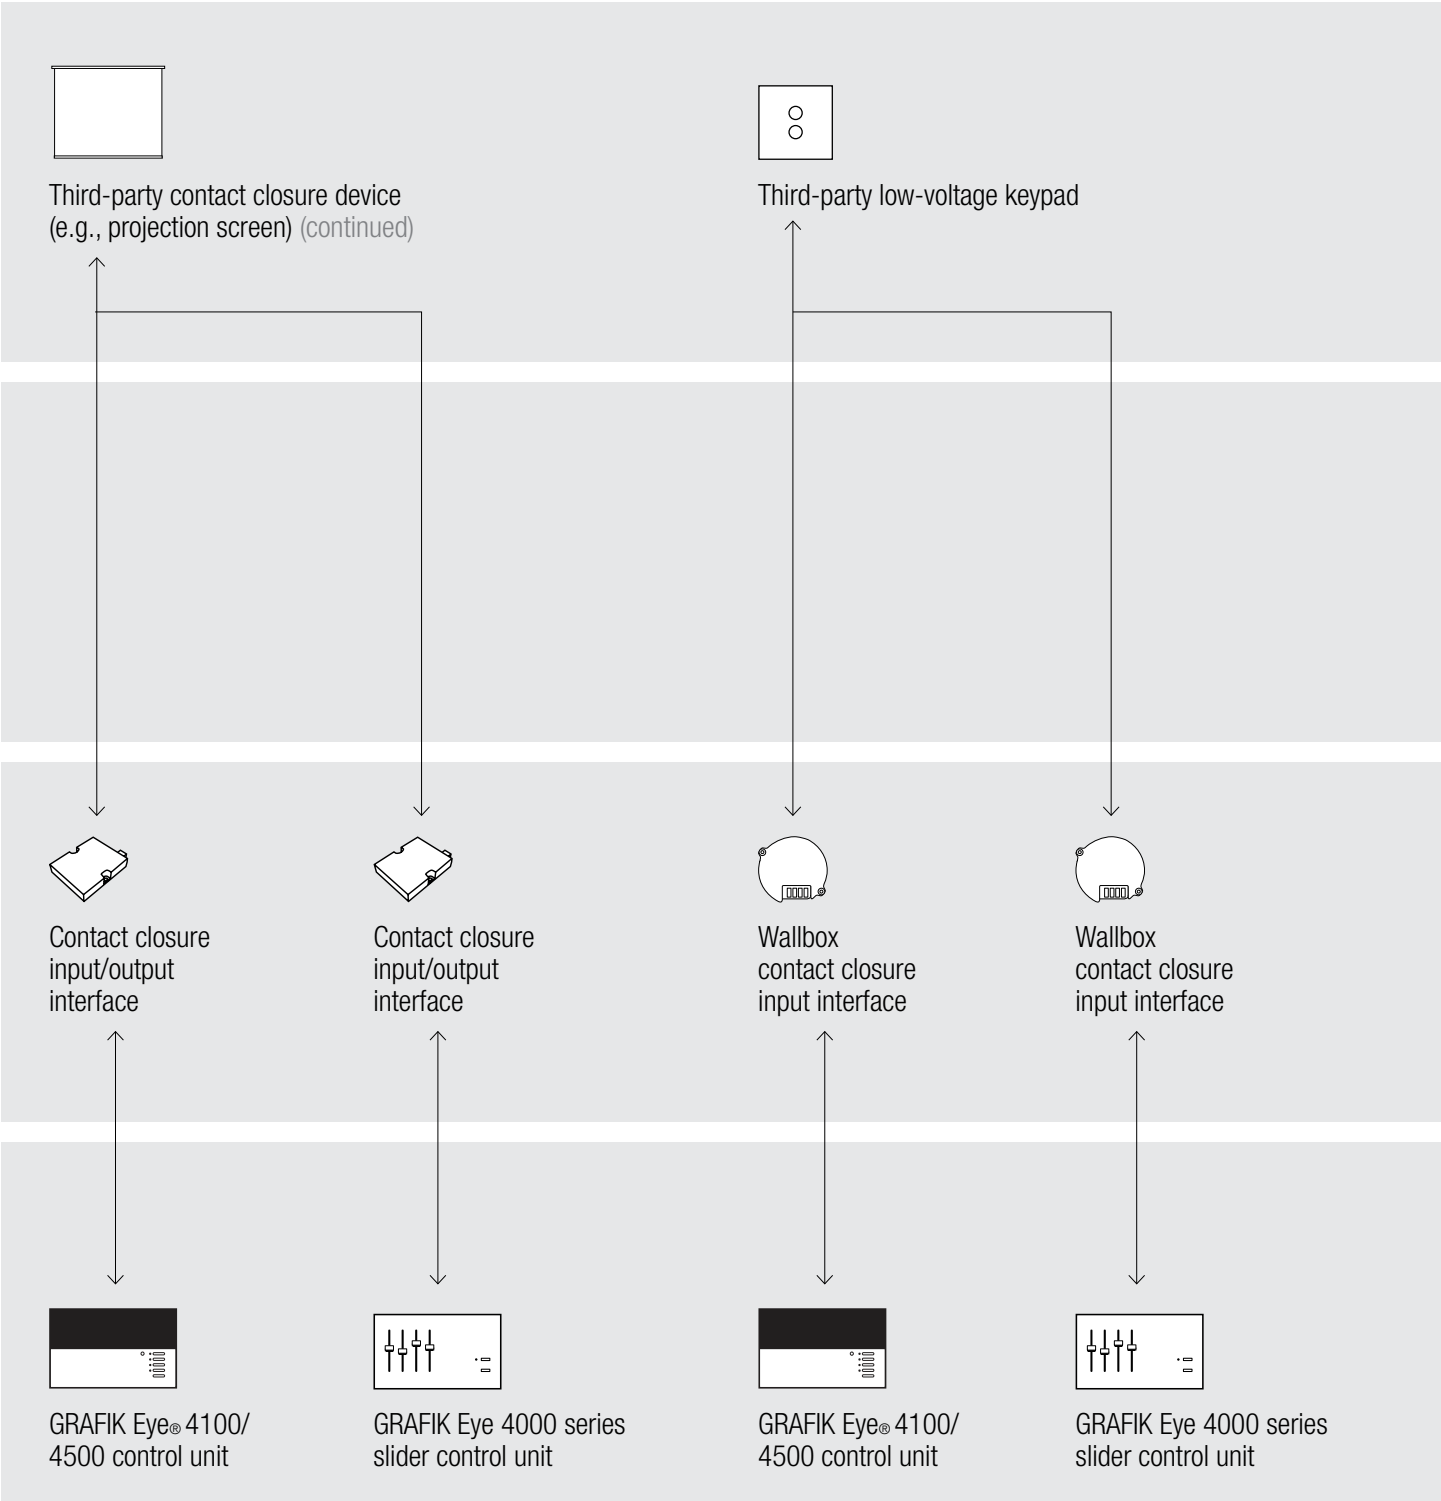 Third-party contact closure device
(e.g., projection screen) (continued)
Third-party low-voltage keypad
Contact closure
input/output
interface
Contact closure
input/output
interface
Wallbox
contact closure
input interface
Wallbox
contact closure
input interface
GRAFIK Eye® 4100/
4500 control unit
GRAFIK Eye 4000 series
slider control unit
GRAFIK Eye® 4100/
4500 control unit
GRAFIK Eye 4000 series
slider control unit